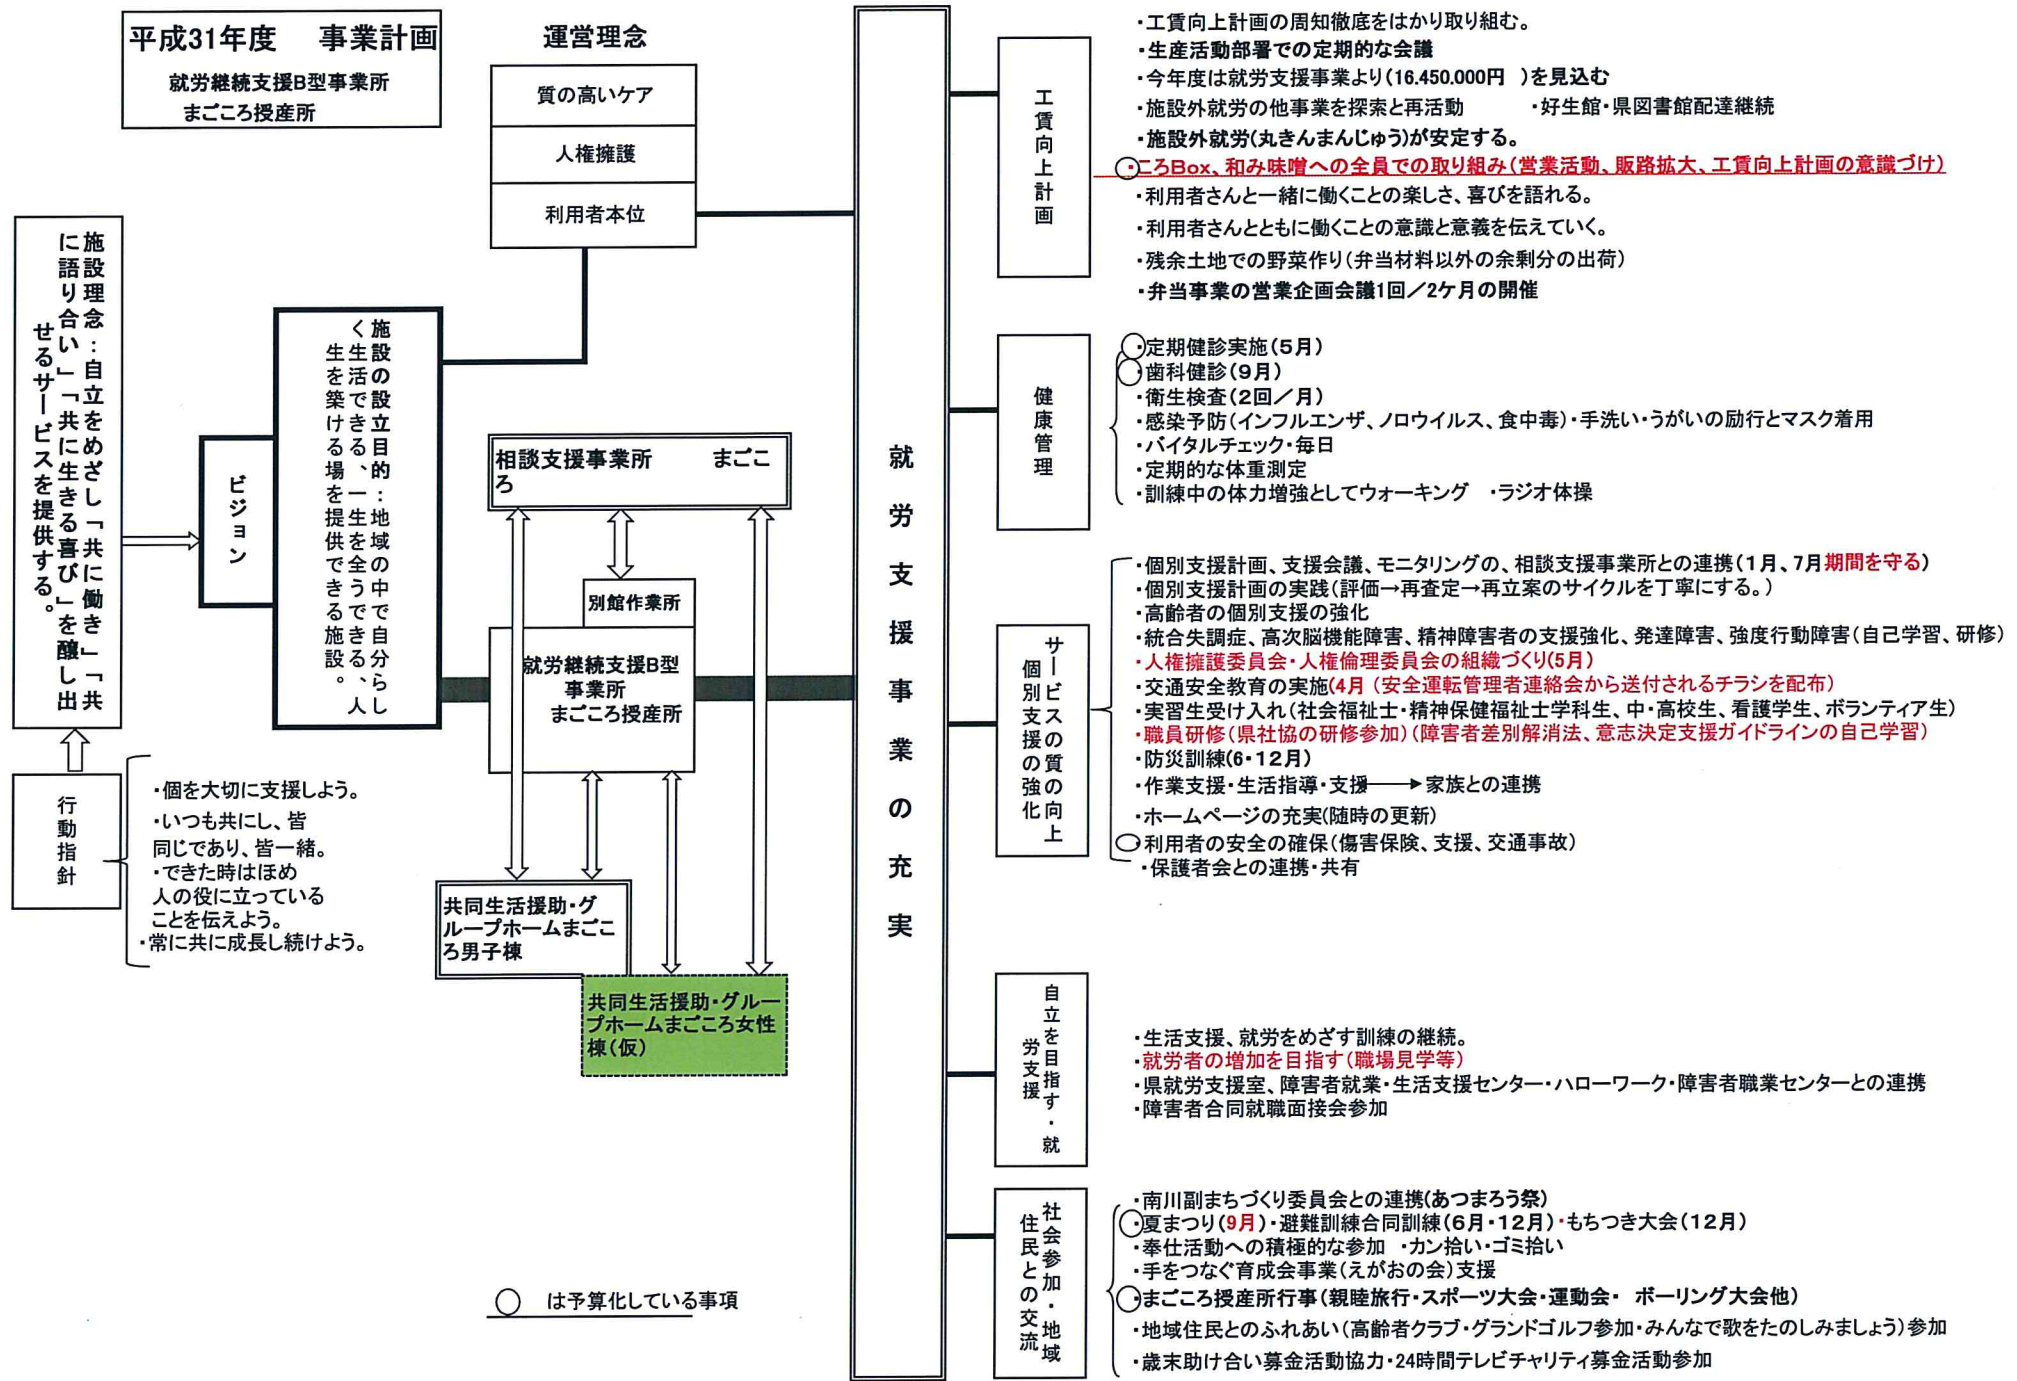 平成31年度　事業計画
就労継続支援B型事業所
まごころ授産所
運営理念
質の高いケア
人権擁護
利用者本位
施設理念：自立をめざし「共に働き」「共
に語り合い」「共に生きる喜び」を醸し出
せるサービスを提供する。
ビジョン
施設の設立目的：地域の中で自分らし
く生活できる、一生を全うできる、人
生を築ける場を提供できる施設。
行動指針
・個を大切に支援しよう。
・いつも共にし、皆
同じであり、皆一緒。
・できた時はほめ
人の役に立っている
ことを伝えよう。
・常に共に成長し続けよう。
相談支援事業所　まごこ
ろ
別館作業所
就労継続支援B型
事業所
まごころ授産所
共同生活援助・グ
ループホームまごこ
ろ男子棟
共同生活援助・グルー
プホームまごころ女性
棟(仮)
○　は予算化している事項
就労支援事業の充実
工賃向上計画
・工賃向上計画の周知徹底をはかり取り組む。
・生産活動部署での定期的な会議
・今年度は就労支援事業より(16.450.000円　)を見込む
・施設外就労の他事業を探索と再活動　・好生館・県図書館配達継続
・施設外就労(丸きんまんじゅう)が安定する。
・ころBox、和み味噌への全員での取り組み(営業活動、販路拡大、工賃向上計画の意識づけ)
・利用者さんと一緒に働くことの楽しさ、喜びを語れる。
・利用者さんとともに働くことの意識と意義を伝えていく。
・残余土地での野菜作り(弁当材料以外の余剰分の出荷)
・弁当事業の営業企画会議1回／2ケ月の開催
健康管理
・定期健診実施(5月)
・歯科健診(9月)
・衛生検査(2回／月)
・感染予防(インフルエンザ、ノロウイルス、食中毒)・手洗い・うがいの励行とマスク着用
・バイタルチェック・毎日
・定期的な体重測定
・訓練中の体力増強としてウォーキング　・ラジオ体操
サービスの質の向上
個別支援の強化
・個別支援計画、支援会議、モニタリングの、相談支援事業所との連携(1月、7月期間を守る)
・個別支援計画の実践(評価→再査定→再立案のサイクルを丁寧にする。)
・高齢者の個別支援の強化
・統合失調症、高次脳機能障害、精神障害者の支援強化、発達障害、強度行動障害(自己学習、研修)
・人権擁護委員会・人権倫理委員会の組織づくり(5月)
・交通安全教育の実施(4月 (安全運転管理者連絡会から送付されるチラシを配布)
・実習生受け入れ(社会福祉士・精神保健福祉士学科生、中・高校生、看護学生、ボランティア生)
・職員研修(県社協の研修参加)(障害者差別解消法、意志決定支援ガイドラインの自己学習)
・防災訓練(6・12月)
・作業支援・生活指導・支援→家族との連携
・ホームページの充実(随時の更新)
・利用者の安全の確保(傷害保険、支援、交通事故)
・保護者会との連携・共有
自立を目指す・就
労支援
・生活支援、就労をめざす訓練の継続。
・就労者の増加を目指す(職場見学等)
・県就労支援室、障害者就業・生活支援センター・ハローワーク・障害者職業センターとの連携
・障害者合同就職面接会参加
社会参加・地域
住民との交流
・南川副まちづくり委員会との連携(あつまろう祭)
・夏まつり(9月)・避難訓練合同訓練(6月・12月)・もちつき大会(12月)
・奉仕活動への積極的な参加　・カン拾い・ゴミ拾い
・手をつなぐ育成会事業(えがおの会)支援
・まごころ授産所行事(親睦旅行・スポーツ大会・運動会・ ボーリング大会他)
・地域住民とのふれあい(高齢者クラブ・グランドゴルフ参加・みんなで歌をたのしみましょう)参加
・歳末助け合い募金活動協力・24時間テレビチャリティ募金活動参加